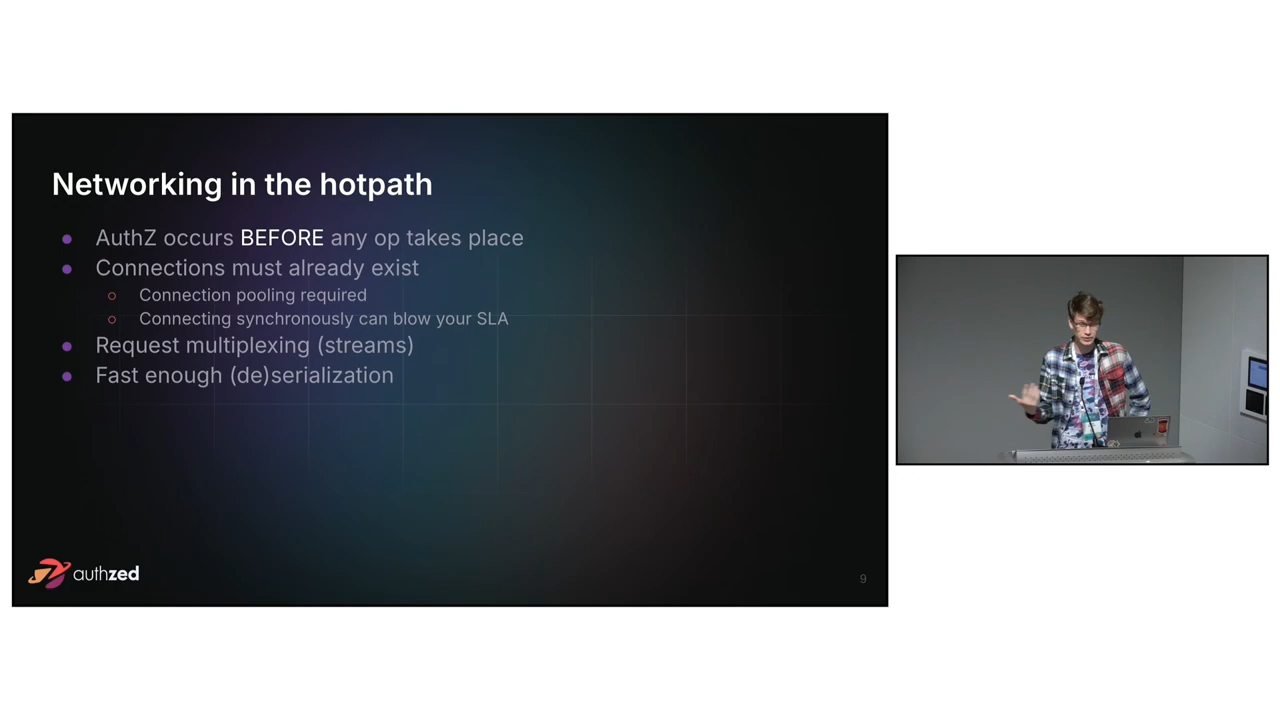 Networking in the hotpath
AuthZ occurs BEFORE any op takes place
Connections must already exist
Connection pooling required
Connecting synchronously can blow your SLA
Request multiplexing (streams)
Fast enough (de)serialization
authzed
9